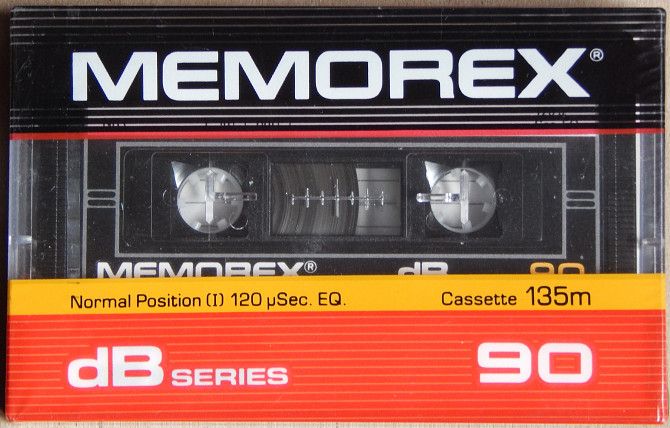 MEMOREX®
MEMOREX® dB 90
Normal Position (I) 120 µSec. EQ. Cassette 135m
dB SERIES 90